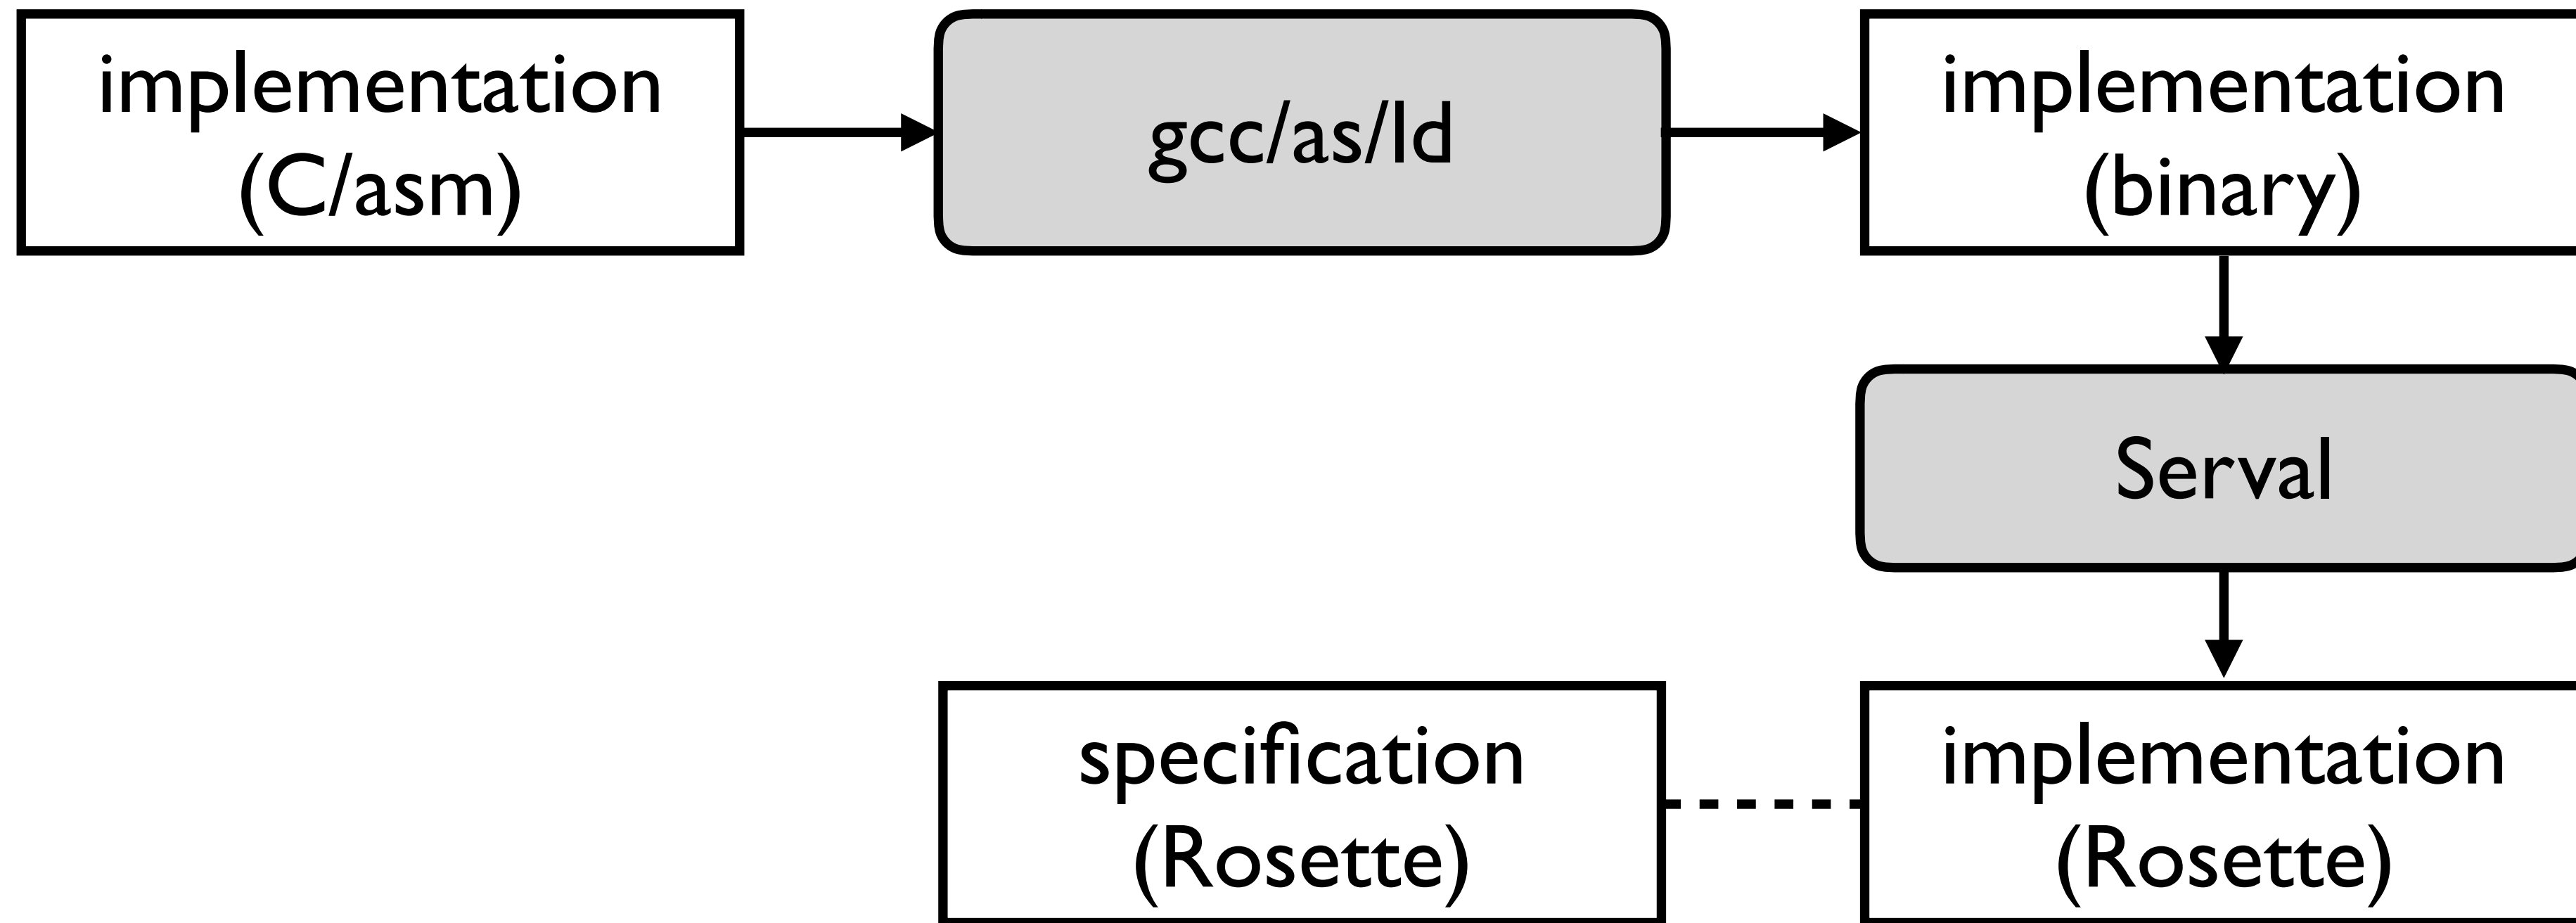 implementation
(C/asm)
gcc/as/ld
implementation
(binary)
Serval
specification
(Rosette)
implementation
(Rosette)